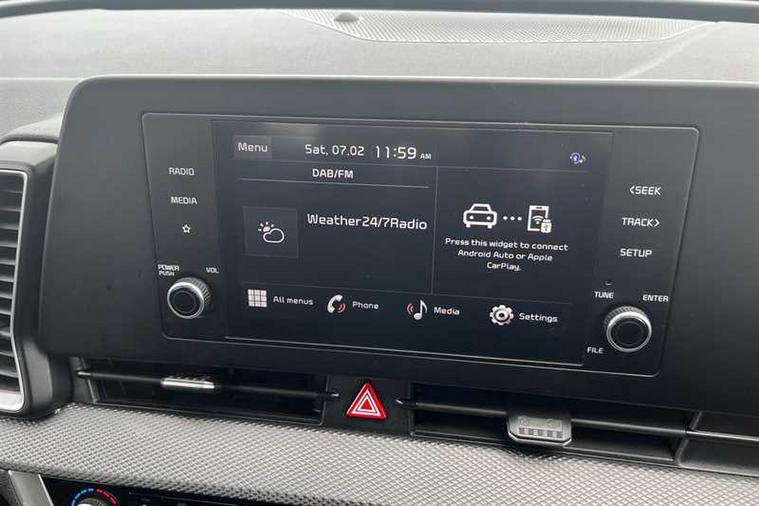 Menu
Sat, 07.02 11:59 AM
DAB/FM
RADIO
MEDIA
POWER
PUSH
VOL
Weather24/7Radio
Press this widget to connect
Android Auto or Apple
CarPlay.
All menus
Phone
Media
Settings
<SEEK
TRACK>
SETUP
TUNE
ENTER
FILE